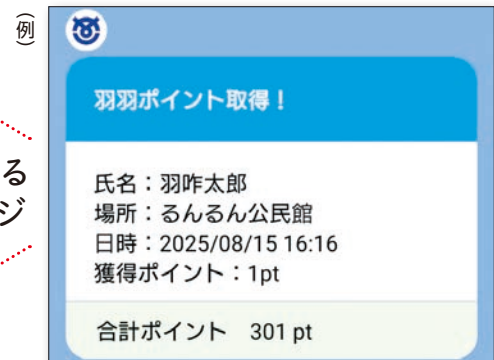 (例)
羽羽ポイント取得！
る
ジ
氏名：羽咋太郎
場所：るんるん公民館
日時：2025/08/15 16:16
獲得ポイント：1pt
合計ポイント 301 pt